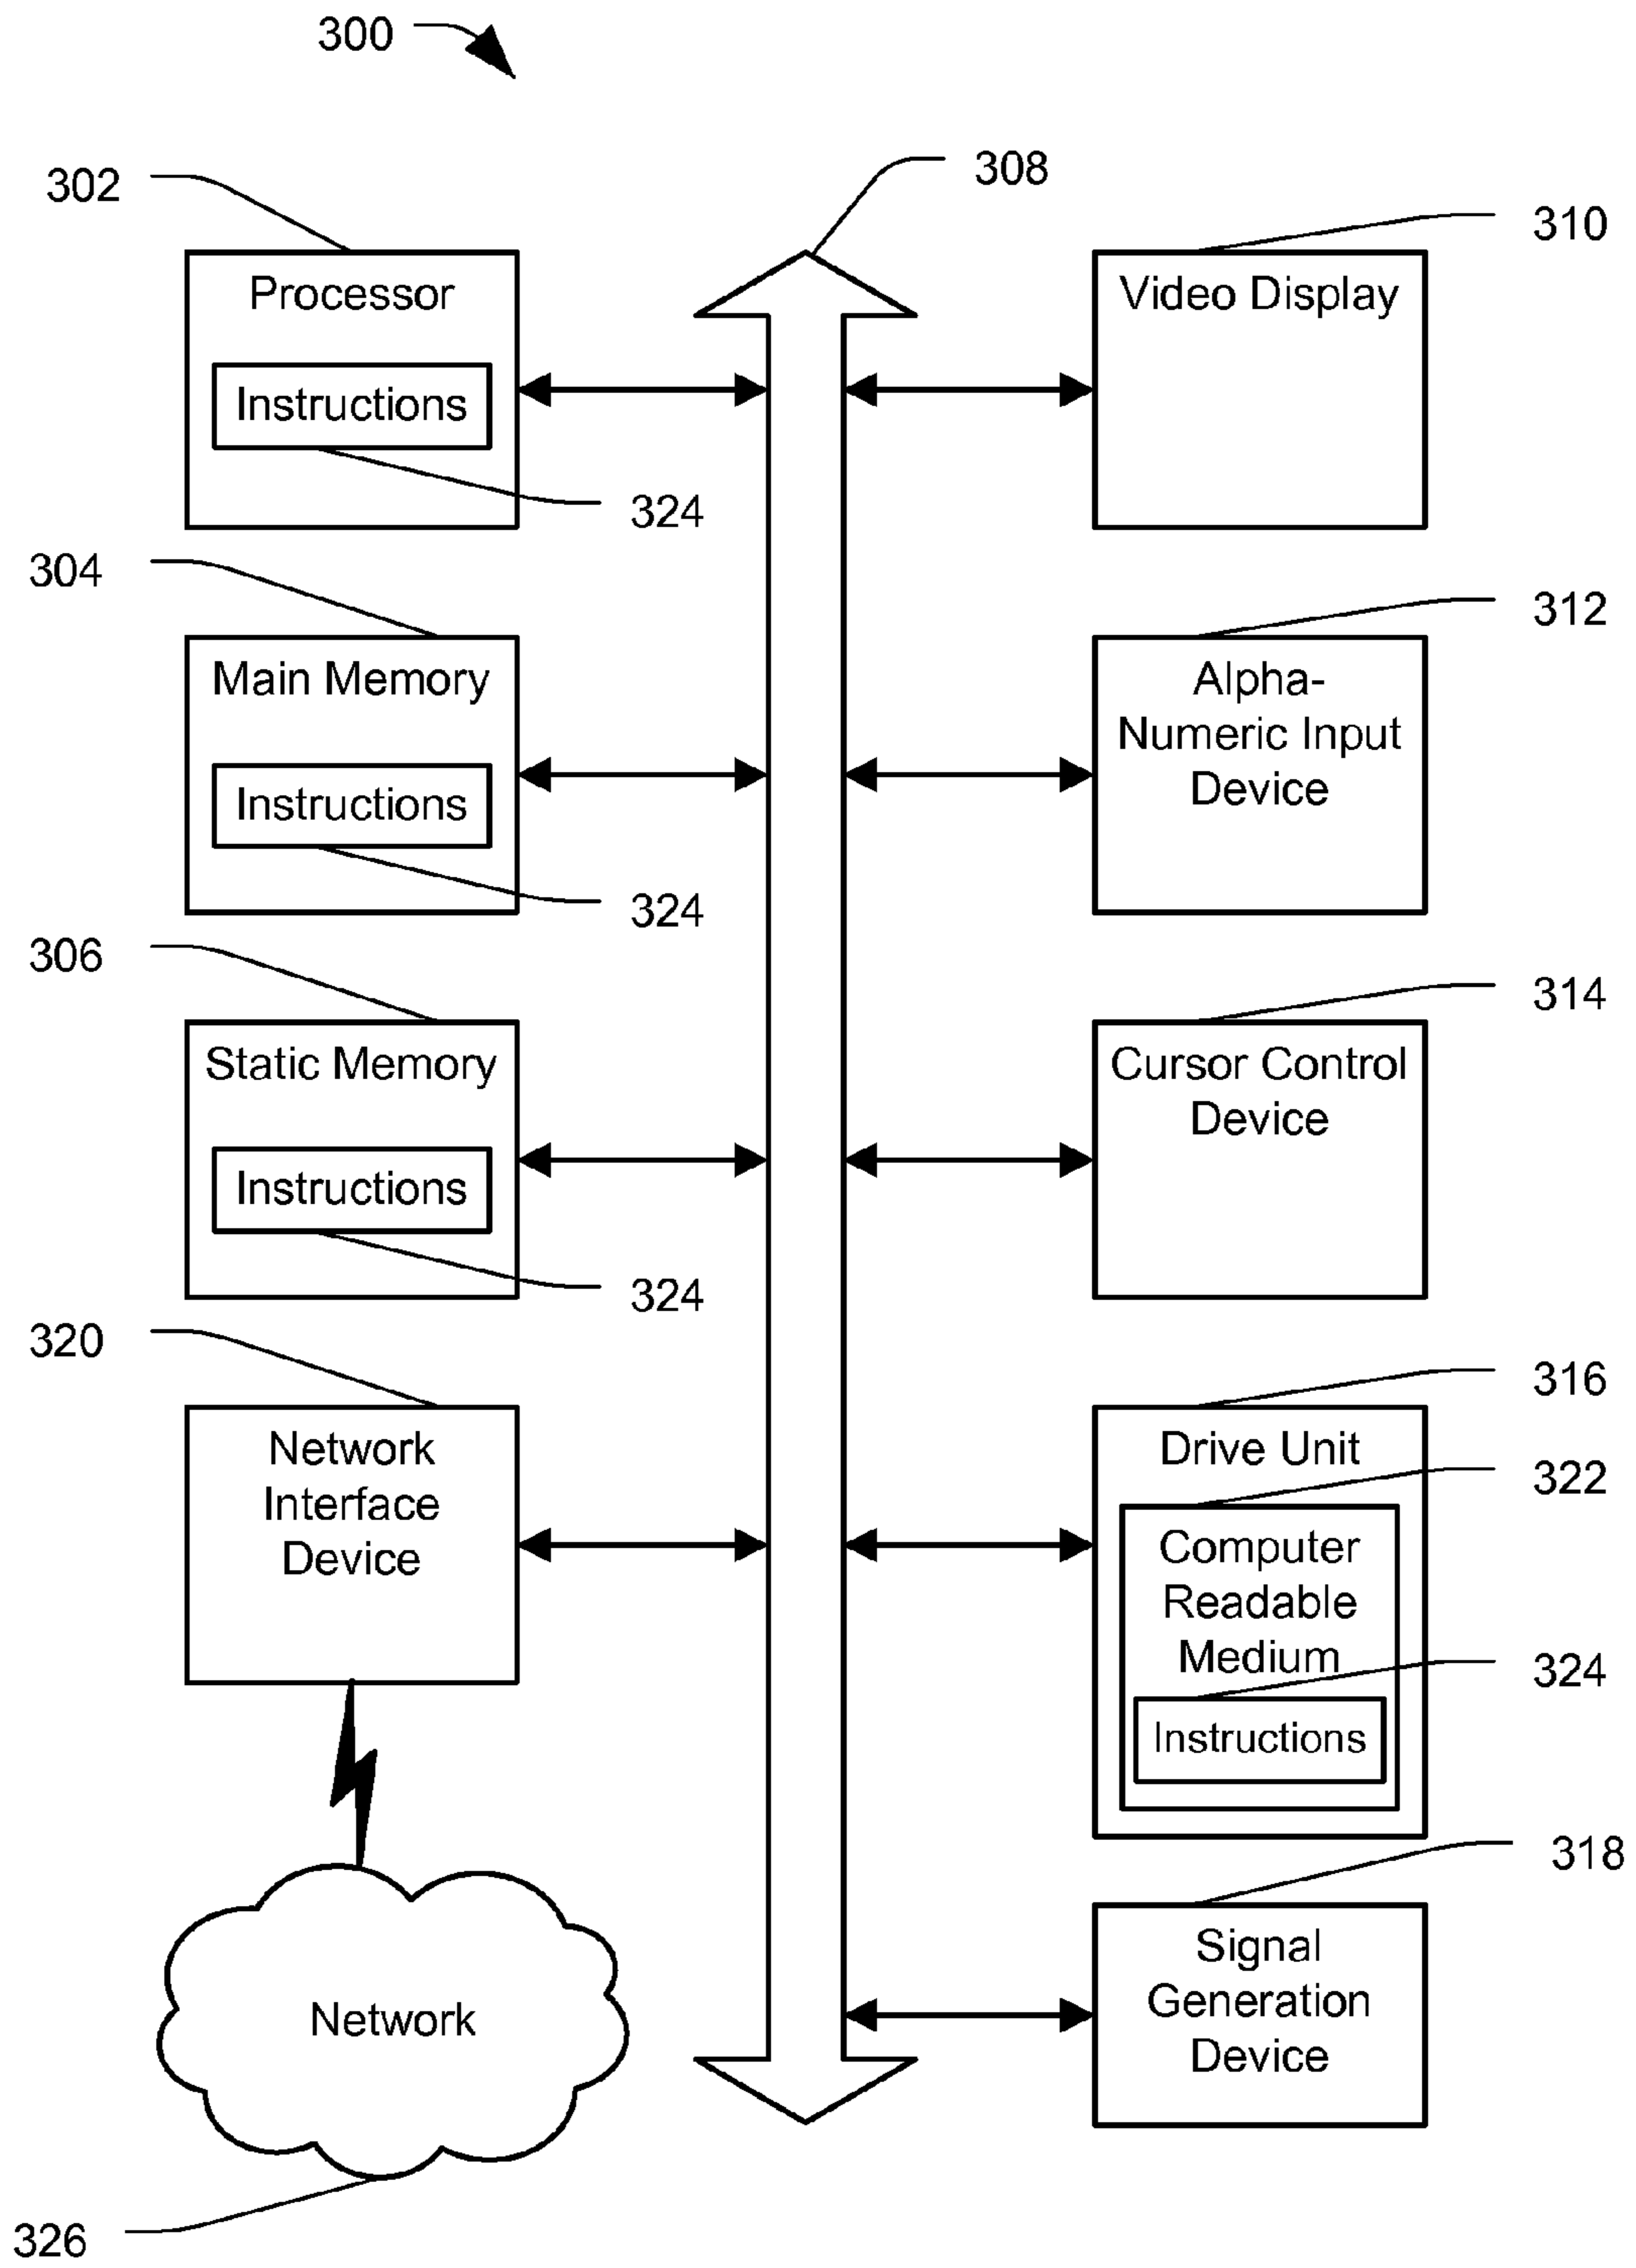 300
302
308
310
Processor
Instructions
324
Video Display
304
312
Main Memory
Instructions
324
Alpha-
Numeric Input
Device
306
314
Static Memory
Instructions
324
Cursor Control
Device
320
316
Network
Interface
Device
Drive Unit
322
Computer
Readable
Medium
324
Instructions
318
Signal
Generation
Device
Network
326